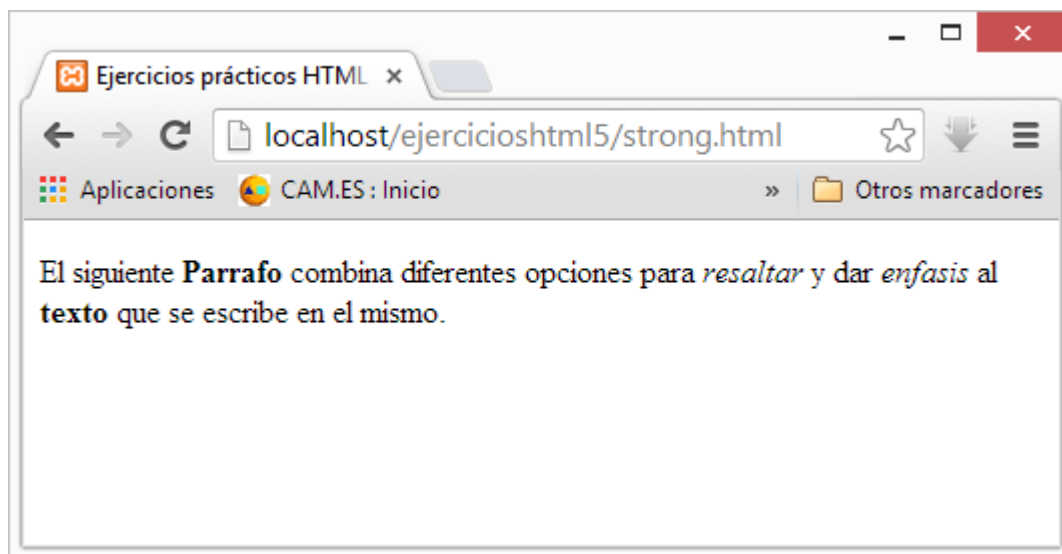 Ejercicios prácticos HTML
localhost/ejercicioshtml5/strong.html
Aplicaciones CAM.ES : Inicio » Otros marcadores
El siguiente Parrafo combina diferentes opciones para resaltar y dar enfasis al
texto que se escribe en el mismo.